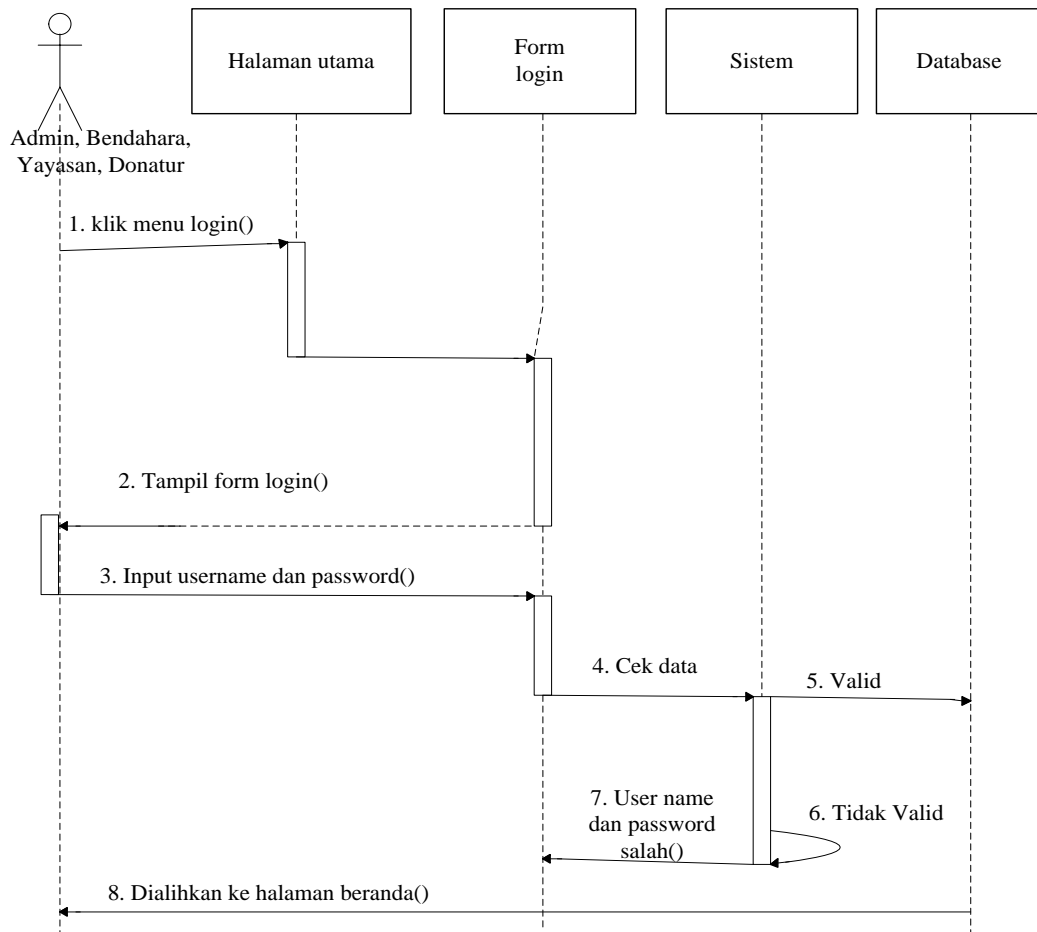 Halaman utama
Form
login
Sistem
Database
Admin, Bendahara,
Yayasan, Donatur
1. klik menu login()
2. Tampil form login()
3. Input username dan password()
4. Cek data
5. Valid
6. Tidak Valid
7. User name
dan password
salah()
8. Dialihkan ke halaman beranda()